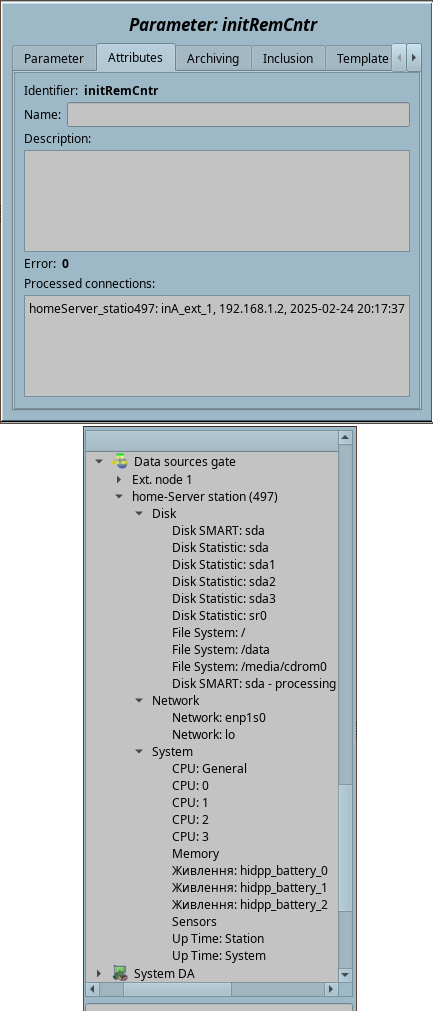 Parameter: initRemCntr
Parameter Attributes Archiving Inclusion Template
Identifier: initRemCntr
Name:
Description:
Error: 0
Processed connections:
homeServer_statio497: inA_ext_1, 192.168.1.2, 2025-02-24 20:17:37
Data sources gate
Ext. node 1
home-Server station (497)
Disk
Disk SMART: sda
Disk Statistic: sda
Disk Statistic: sda1
Disk Statistic: sda2
Disk Statistic: sda3
Disk Statistic: sr0
File System: /
File System: /data
File System: /media/cdrom0
Disk SMART: sda - processing
Network
Network: enp1s0
Network: lo
System
CPU: General
CPU: 0
CPU: 1
CPU: 2
CPU: 3
Memory
Живлення: hidpp_battery_0
Живлення: hidpp_battery_1
Живлення: hidpp_battery_2
Sensors
Up Time: Station
Up Time: System
System DA